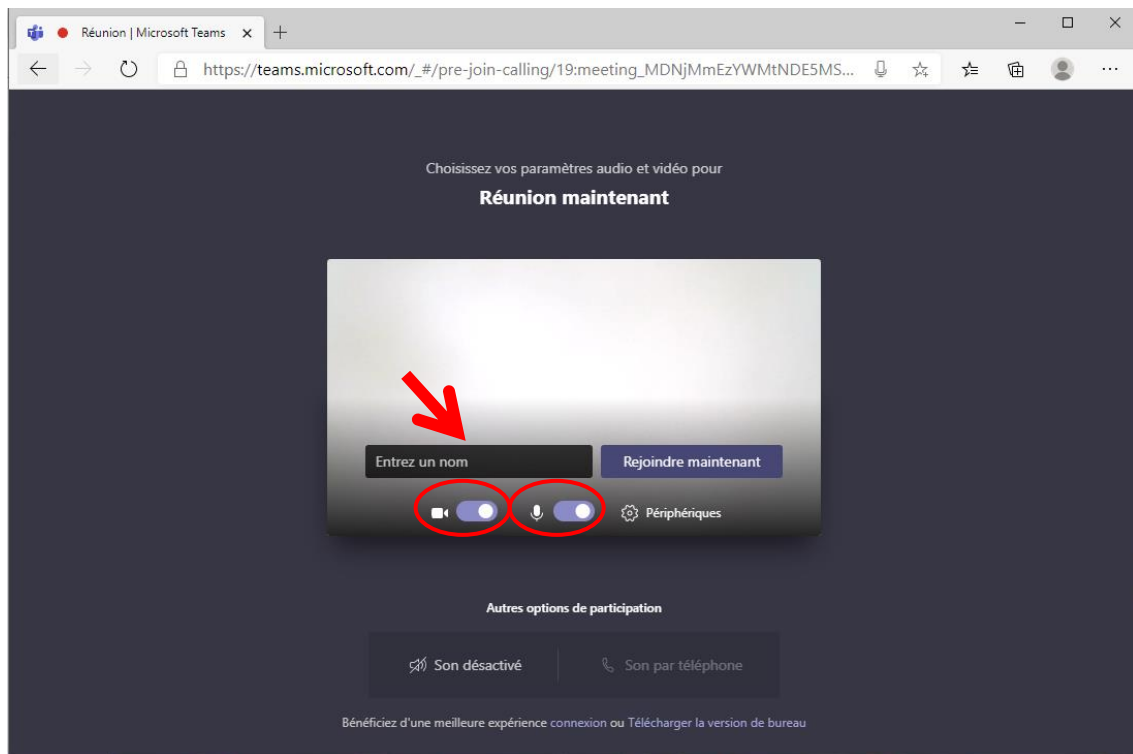 Réunion | Microsoft Teams
https://teams.microsoft.com/_#/pre-join-calling/19:meeting_MDNjMmEzYWMtNDE5MS...
Choisissez vos paramètres audio et vidéo pour
Réunion maintenant
Entrez un nom
Rejoindre maintenant
Périphériques
Autres options de participation
Son désactivé
Son par téléphone
Bénéficiez d'une meilleure expérience connexion ou Télécharger la version de bureau